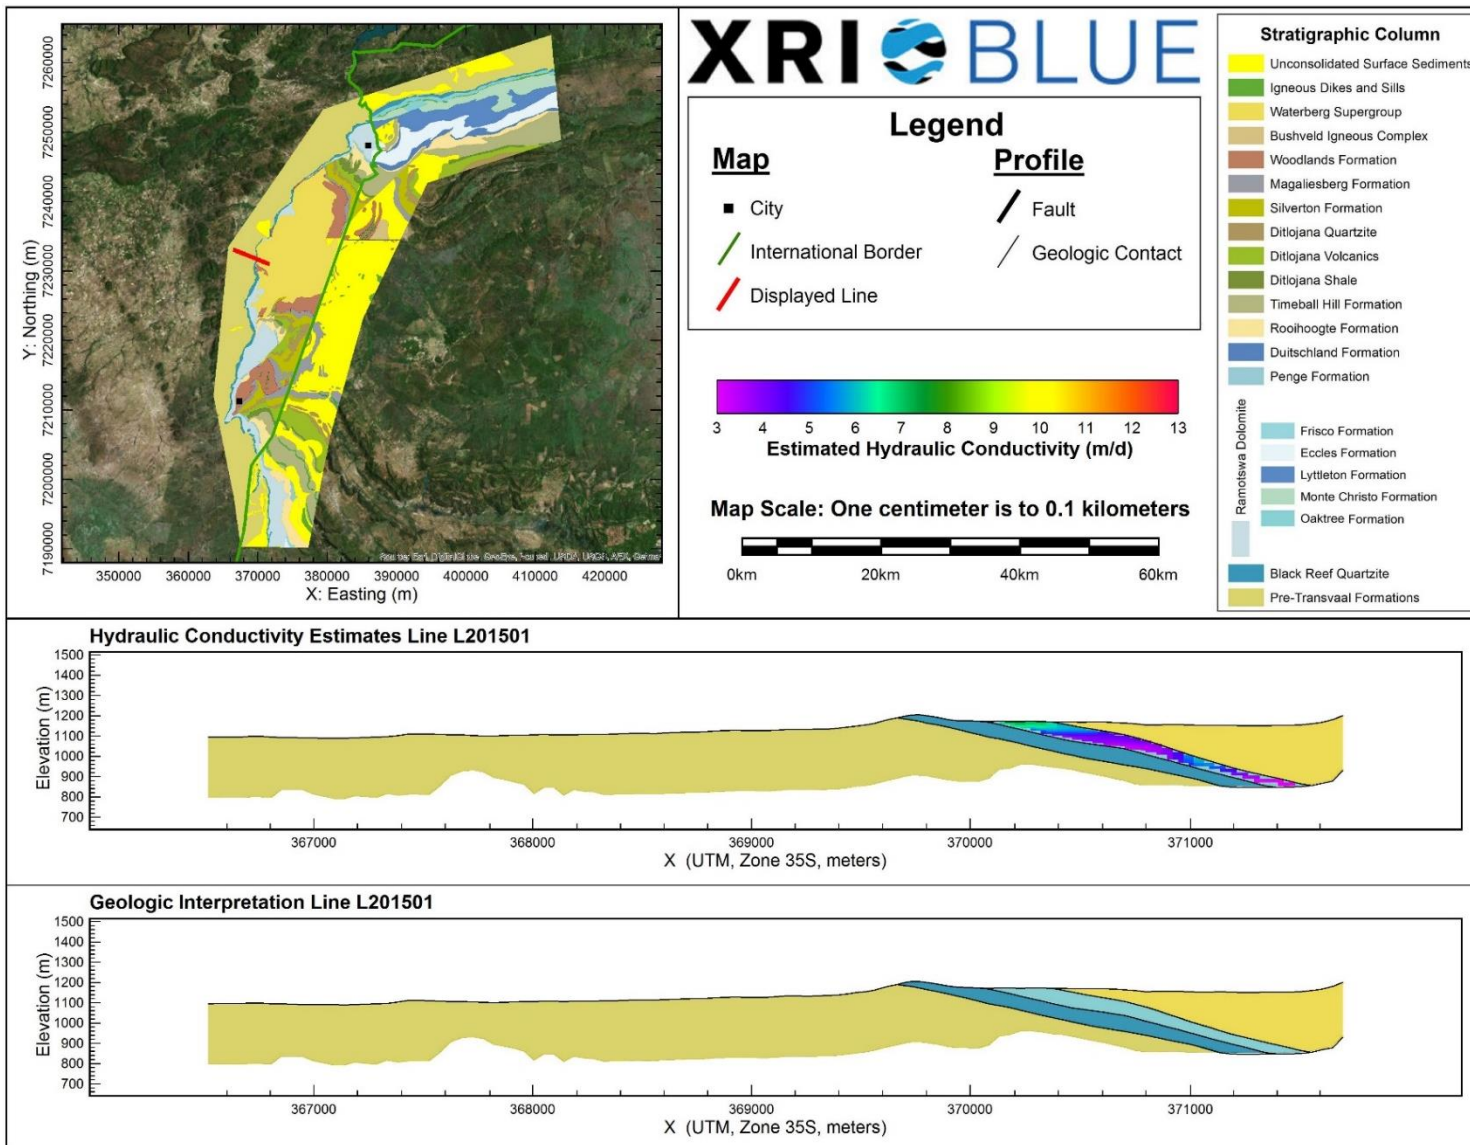 7260000
7250000
7240000
7230000
7220000
7210000
7200000
7190000
Y: Northing (m)
350000 360000 370000 380000 390000 400000 410000 420000
X: Easting (m)
XRI BLUE
Legend
Map
City
International Border
Displayed Line
Profile
Fault
Geologic Contact
3 4 5 6 7 8 9 10 11 12 13
Estimated Hydraulic Conductivity (m/d)
Map Scale: One centimeter is to 0.1 kilometers
0km 20km 40km 60km
Stratigraphic Column
Unconsolidated Surface Sediments
Igneous Dikes and Sills
Waterberg Supergroup
Bushveld Igneous Complex
Woodlands Formation
Magaliesberg Formation
Silverton Formation
Ditlojana Quartzite
Ditlojana Volcanics
Ditlojana Shale
Timeball Hill Formation
Rooihoogte Formation
Duitschland Formation
Penge Formation
Ramotswa Dolomite
Frisco Formation
Eccles Formation
Lyttleton Formation
Monte Christo Formation
Oaktree Formation
Black Reef Quartzite
Pre-Transvaal Formations
Hydraulic Conductivity Estimates Line L201501
Elevation (m)
1500
1400
1300
1200
1100
1000
900
800
700
367000 368000 369000 370000 371000
X (UTM, Zone 35S, meters)
Geologic Interpretation Line L201501
Elevation (m)
1500
1400
1300
1200
1100
1000
900
800
700
367000 368000 369000 370000 371000
X (UTM, Zone 35S, meters)